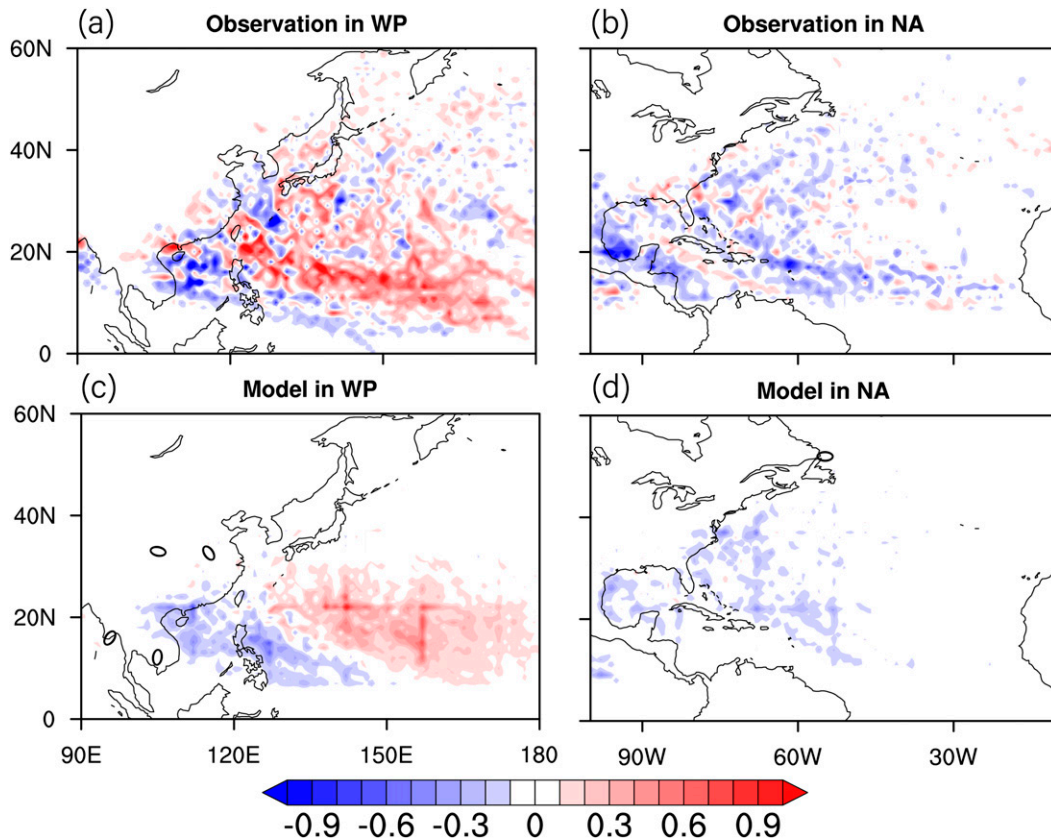 (a) Observation in WP
(b) Observation in NA
60N
40N
20N
0
(c) Model in WP
(d) Model in NA
60N
40N
20N
0
90E 120E 150E 180 90W 60W 30W
-0.9 -0.6 -0.3 0 0.3 0.6 0.9